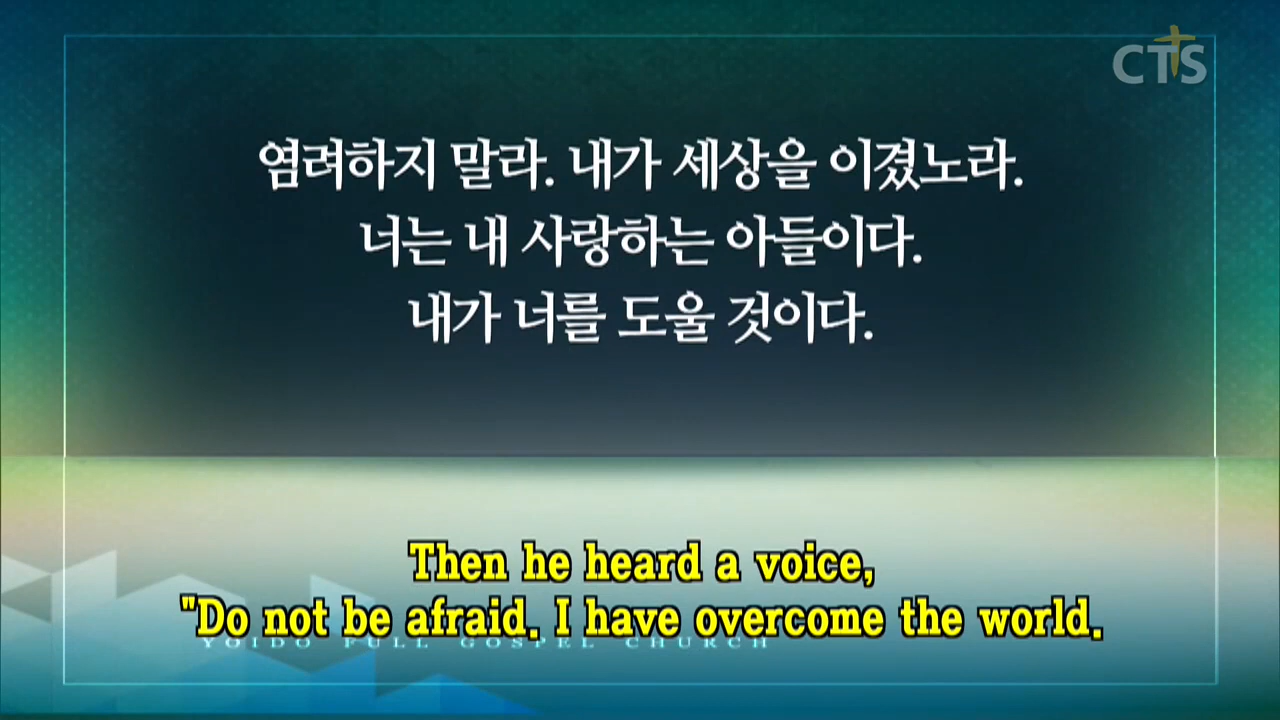 CTS
염려하지 말라. 내가 세상을 이겼노라.
너는 내 사랑하는 아들이다.
내가 너를 도울 것이다.
Then he heard a voice,
"Do not be afraid. I have overcome the world.
YOIDO FULL GOSPEL CHURCH